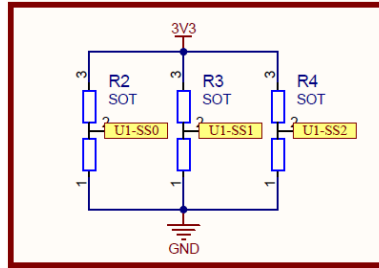 3V3
3 R2 3 R3 3 R4
SOT SOT SOT
2 2 2
U1-SS0 U1-SS1 U1-SS2
1 1 1
GND